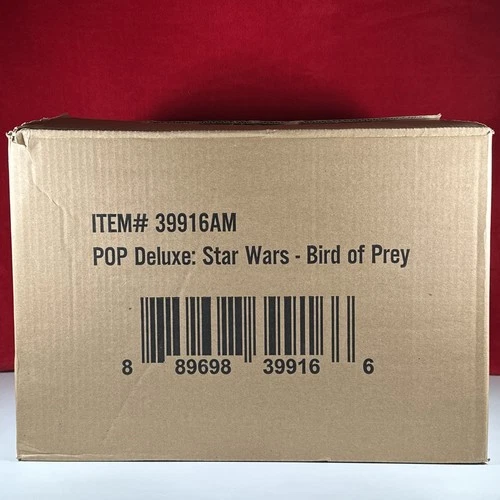 ITEM# 39916AM
POP Deluxe: Star Wars - Bird of Prey
8 89698 39916 6